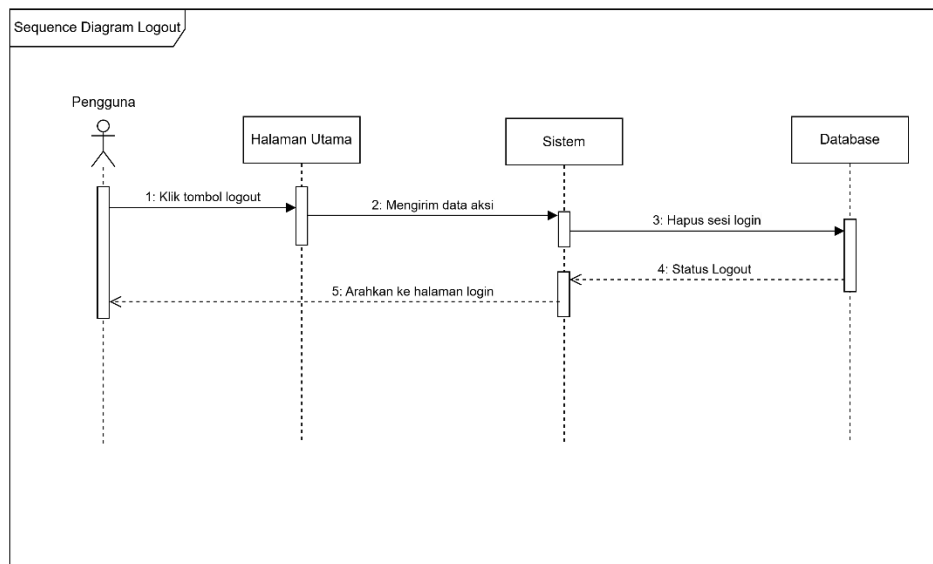 Sequence Diagram Logout
Pengguna
Halaman Utama
Sistem
Database
1: Klik tombol logout
2: Mengirim data aksi
3: Hapus sesi login
4: Status Logout
5: Arahkan ke halaman login